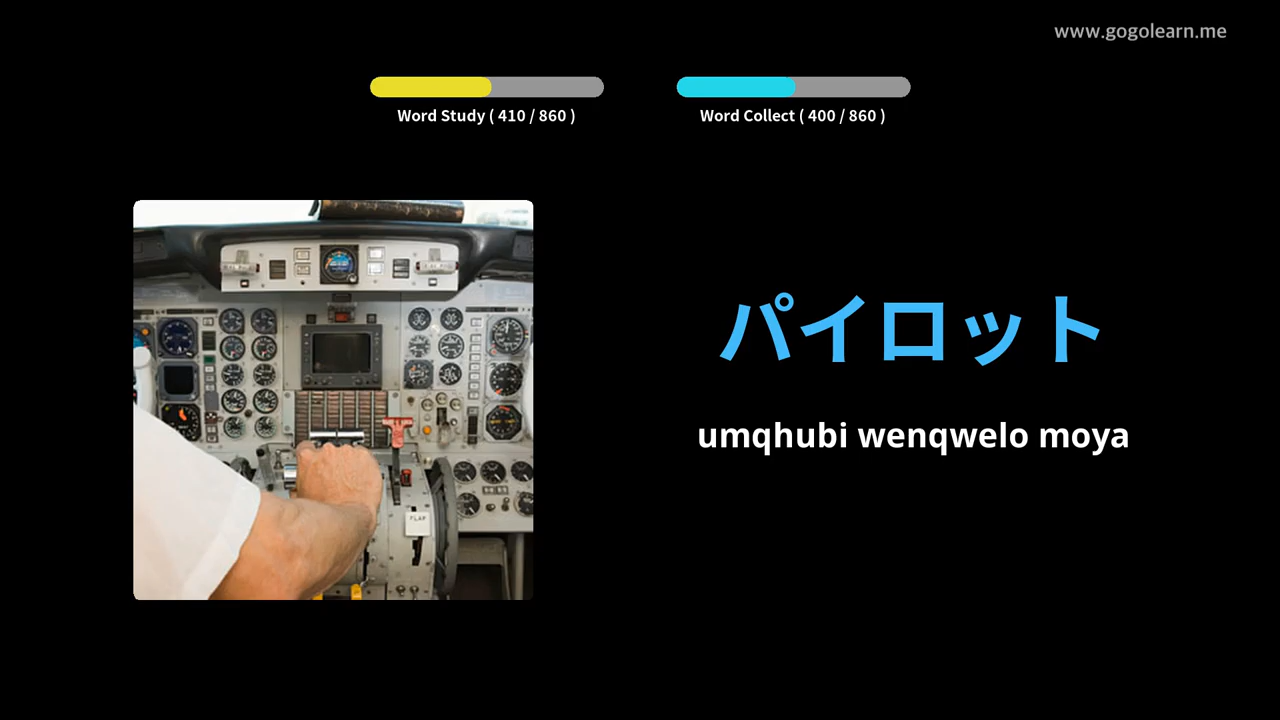 www.gogolearn.me
Word Study ( 410 / 860 )
Word Collect ( 400 / 860 )
パイロット
umqhubi wenqwelo moya
FLAP